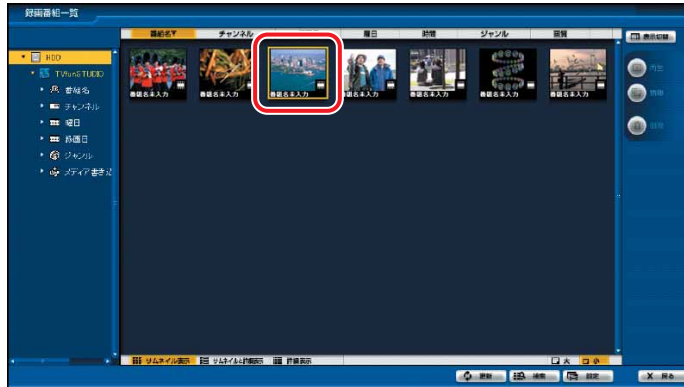 録画番組一覧
番組名▼ チャンネル 曜日 時間 ジャンル 画質
表示切替
HDD
TVfunSTUDIO
番組名
チャンネル
曜日
録画日
ジャンル
メディア書き込
番組名未入力 番組名未入力 番組名未入力 番組名未入力 番組名未入力 番組名未入力 番組名未入力
再生
削除
サムネイル表示 サムネイル&詳細表示 詳細表示 大 小
更新 検索 設定 X 戻る